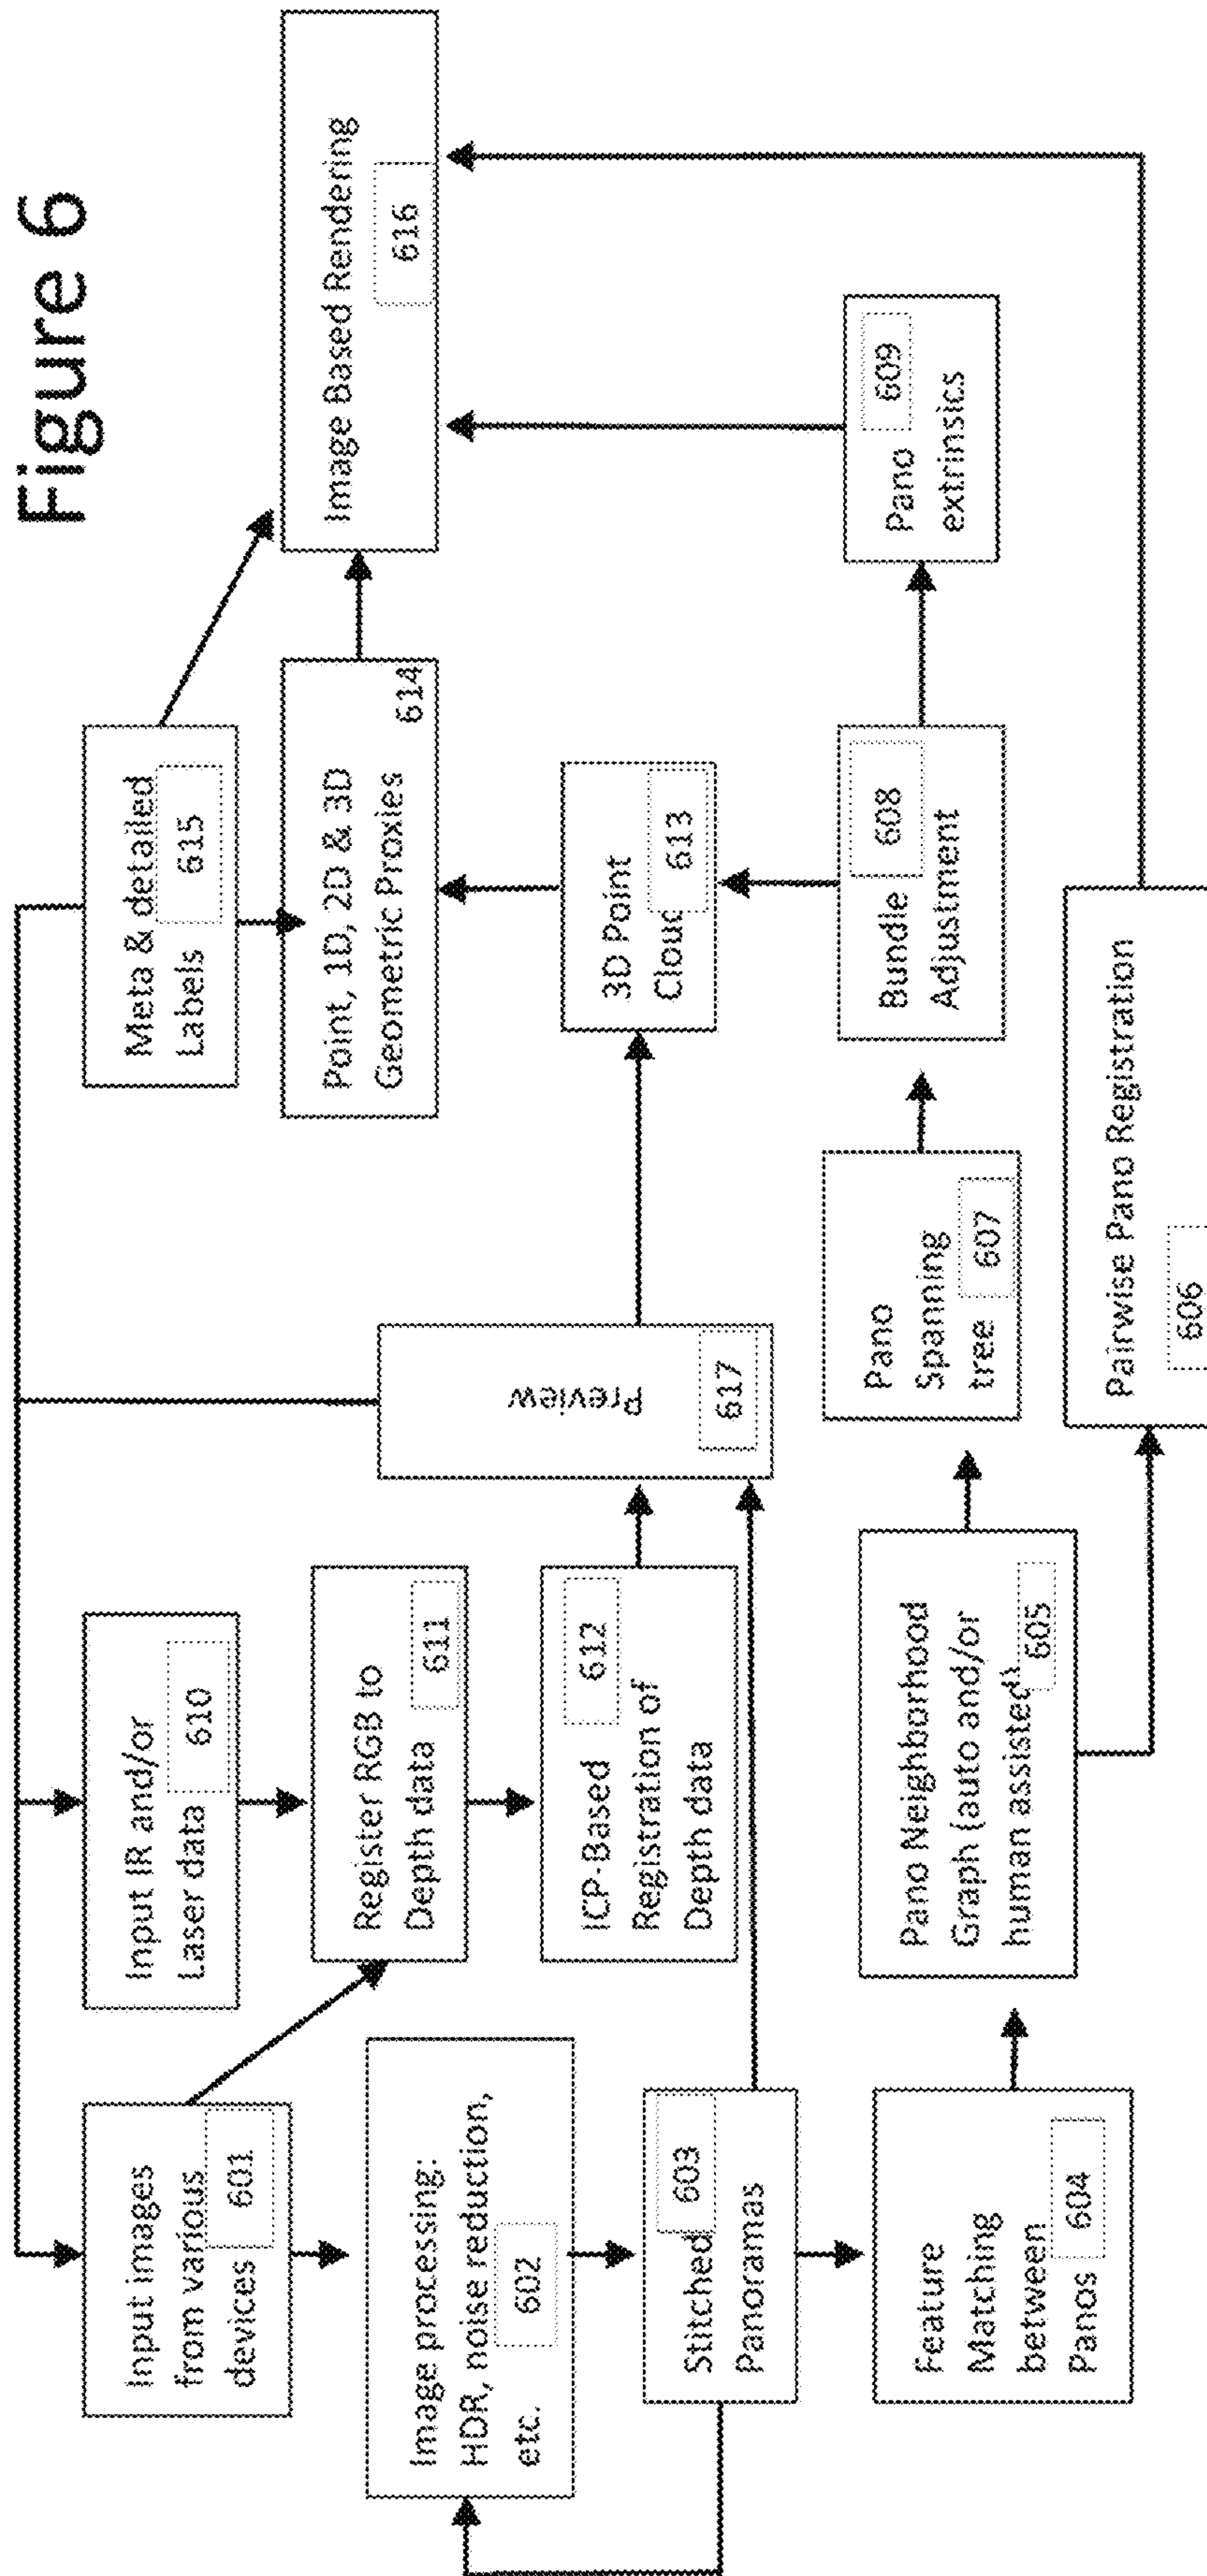 Figure 6
Input images
from various
devices 601
Input IR and/or
Laser data 610
Meta & detailed
Labels 615
Image processing:
HDR, noise reduction,
etc. 602
Register RGB to
Depth data 611
Preview
617
Point, 1D, 2D & 3D
Geometric Proxies
614
Image Based Rendering
616
ICP-Based 612
Registration of
Depth data
3D Point
Cloud 613
Stitched 603
Panoramas
Feature
Matching
between
Panos 604
Pano Neighborhood
Graph (auto and/or
human assisted) 605
Pano
Spanning
tree 607
Bundle 608
Adjustment
Pano 609
extrinsics
Pairwise Pano Registration
606